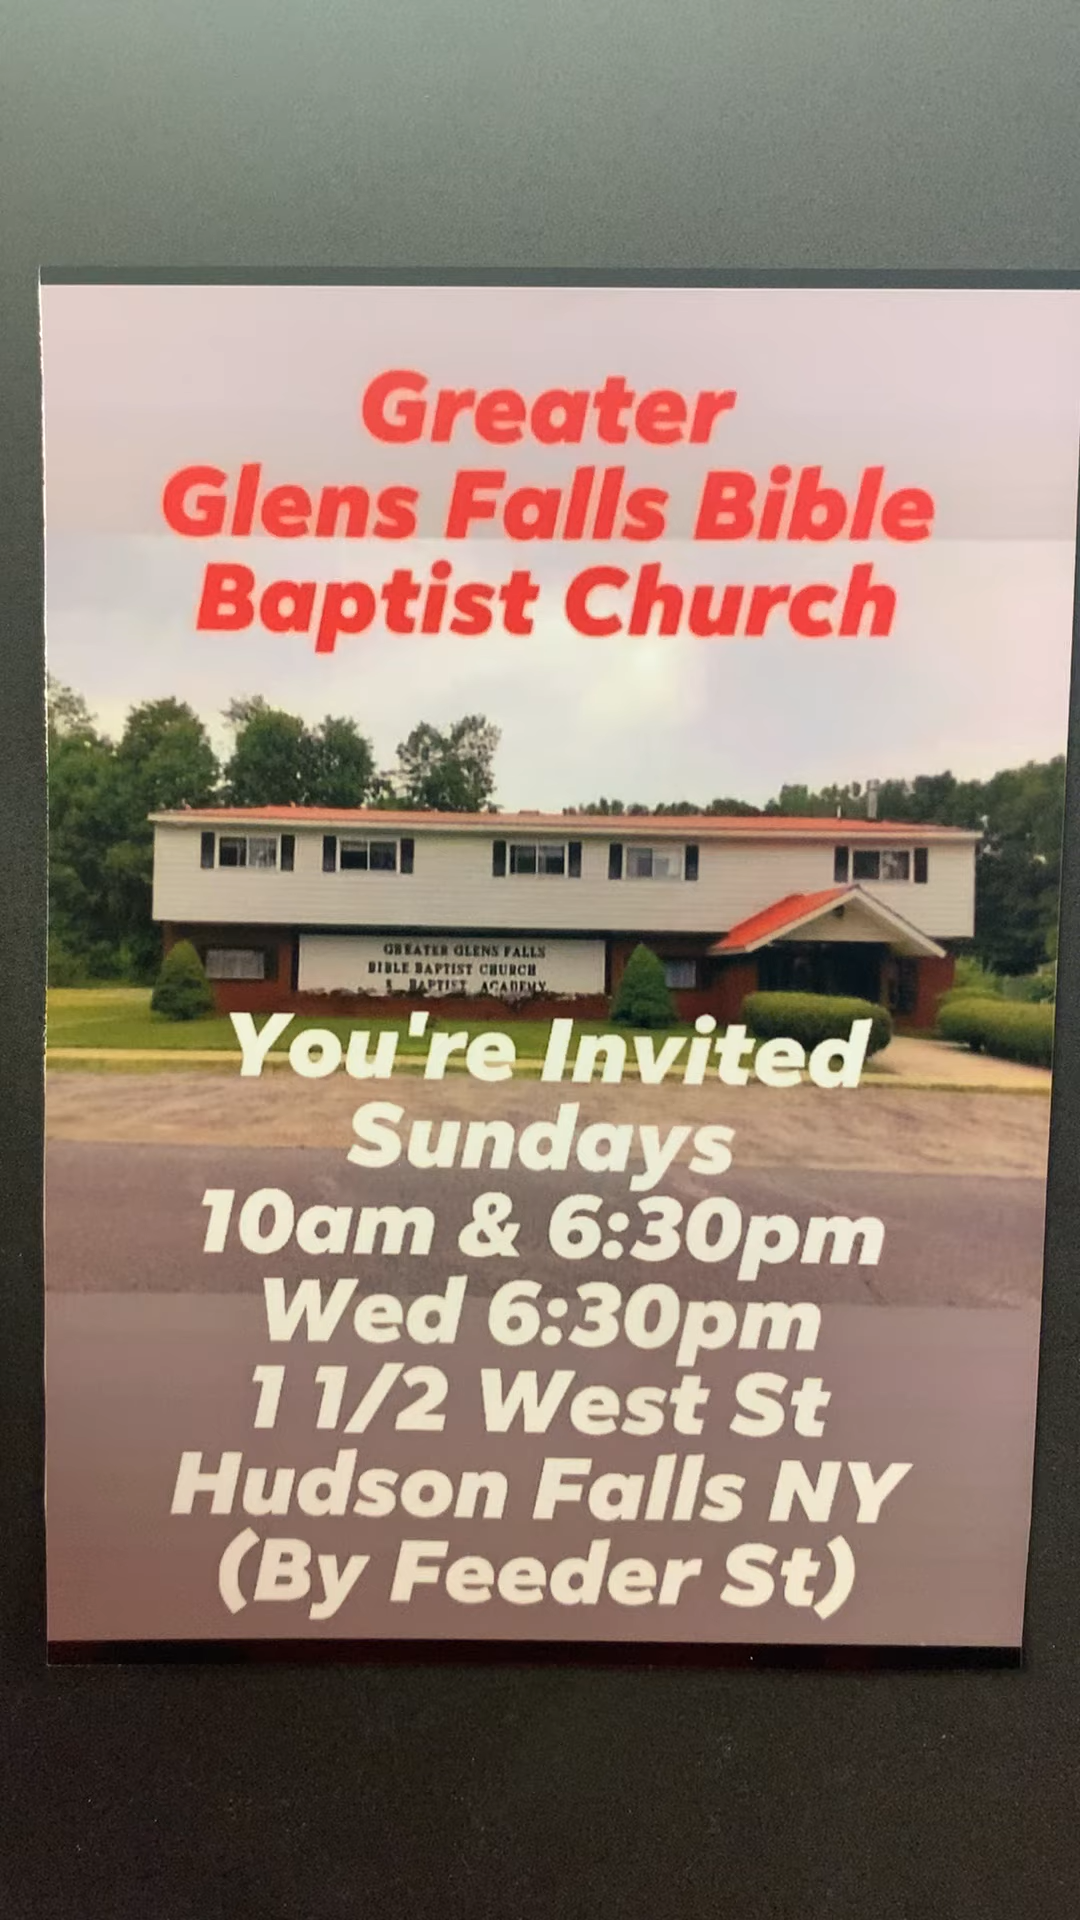 Greater
Glens Falls Bible
Baptist Church
GREATER GLENS FALLS
BIBLE BAPTIST CHURCH
& BAPTIST ACADEMY
You're Invited
Sundays
10am & 6:30pm
Wed 6:30pm
1 1/2 West St
Hudson Falls NY
(By Feeder St)